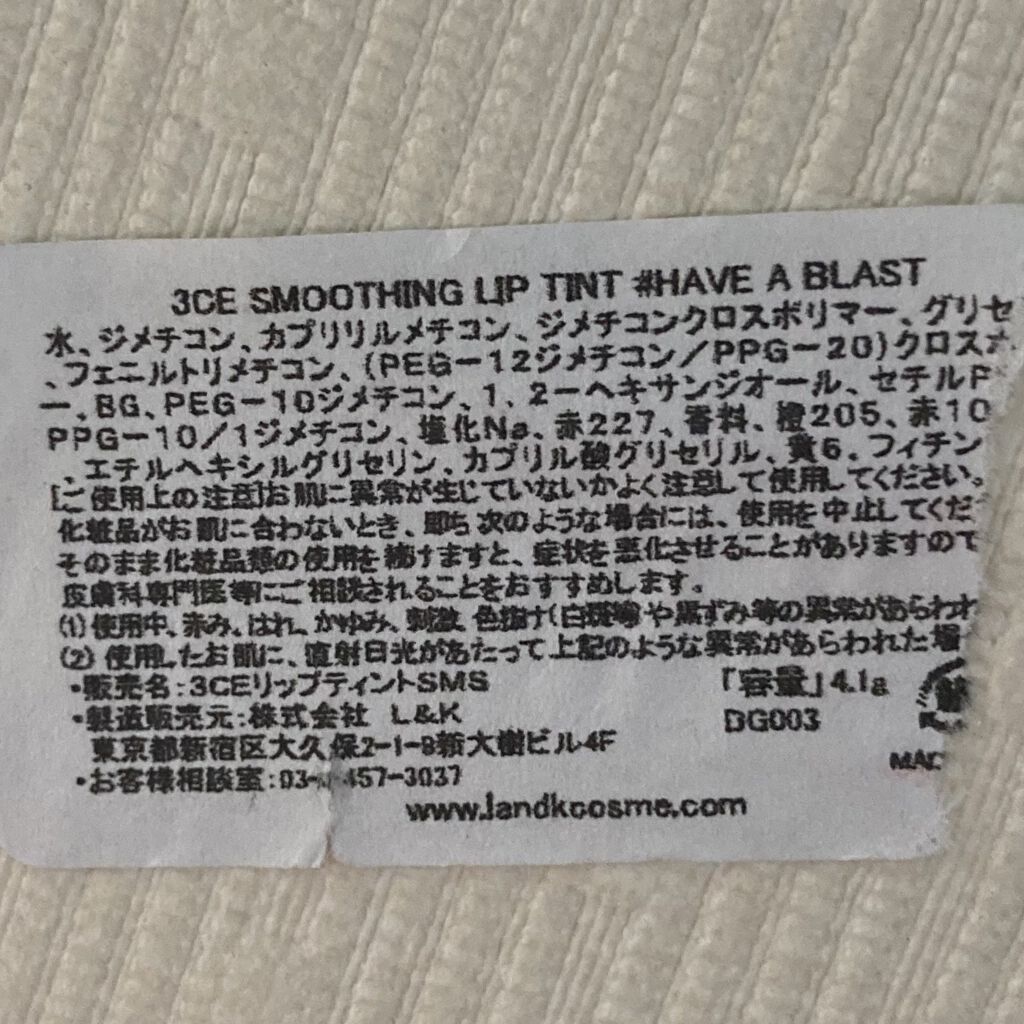 3CE SMOOTHING LIP TINT #HAVE A BLAST
水、ジメチコン、カプリリルメチコン、ジメチコンクロスポリマー、グリセ
、フェニルトリメチコン、(PEG-12ジメチコン/PPG-20)クロスポ
ー、BG、PEG-10ジメチコン、1、2-ヘキサンジオール、セチルP
PPG-10/1ジメチコン、塩化Na、赤227、香料、橙205、赤10
、エチルヘキシルグリセリン、カプリル酸グリセリル、黄6、フィチン
[ご使用上の注意]お肌に異常が生じていないかよく注意して使用してください。
化粧品がお肌に合わないとき、即ち次のような場合には、使用を中止してくだ
そのまま化粧品類の使用を続けますと、症状を悪化させることがありますので
皮膚科専門医等にご相談されることをおすすめします。
(1)使用中、赤み、はれ、かゆみ、刺激、色抜け(白斑等)や黒ずみ等の異常があらわれ
(2)使用したお肌に、直射日光があたって上記のような異常があらわれた場
・販売名:3CEリップティントSMS 「容量」4.1g
・製造販売元:株式会社 L&K DG003
東京都新宿区大久保2-1-8新大樹ビル4F
MAD
・お客様相談室:03- 457-3037
www.landkcosme.com